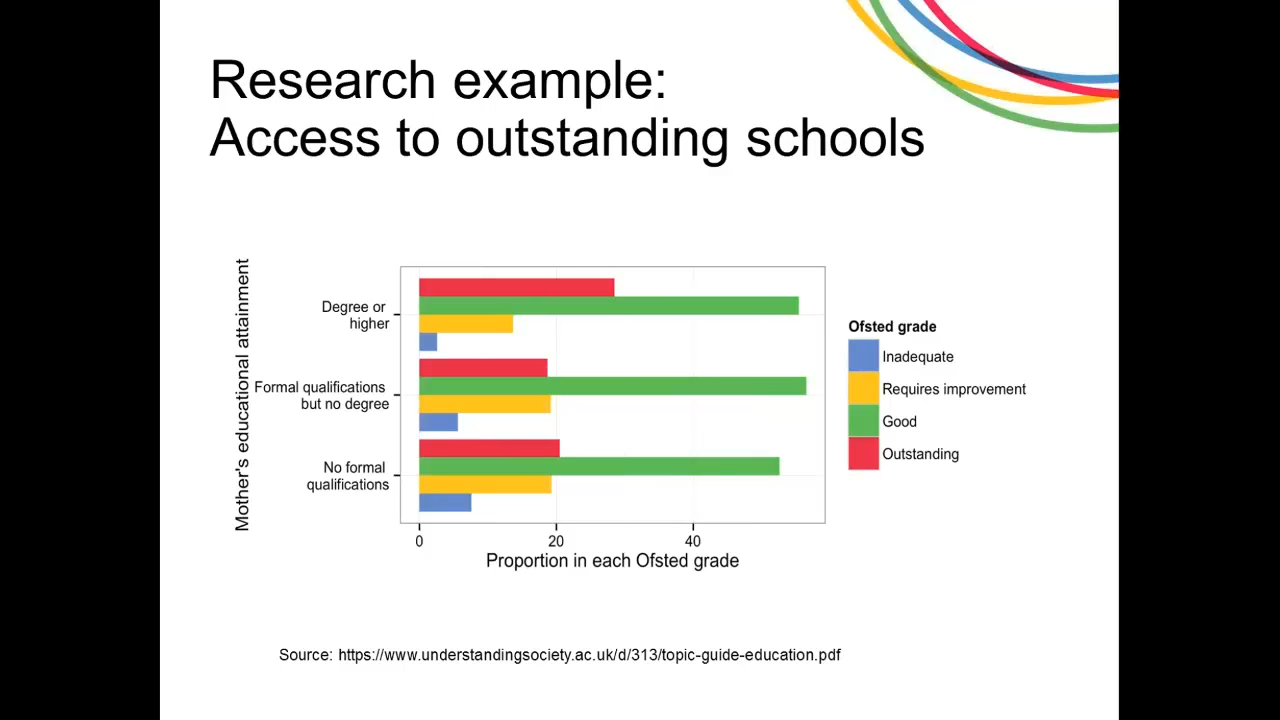 Research example:
Access to outstanding schools
Mother's educational attainment
Degree or
higher
Formal qualifications
but no degree
No formal
qualifications
0 20 40
Proportion in each Ofsted grade
Ofsted grade
Inadequate
Requires improvement
Good
Outstanding
Source: https://www.understandingsociety.ac.uk/d/313/topic-guide-education.pdf